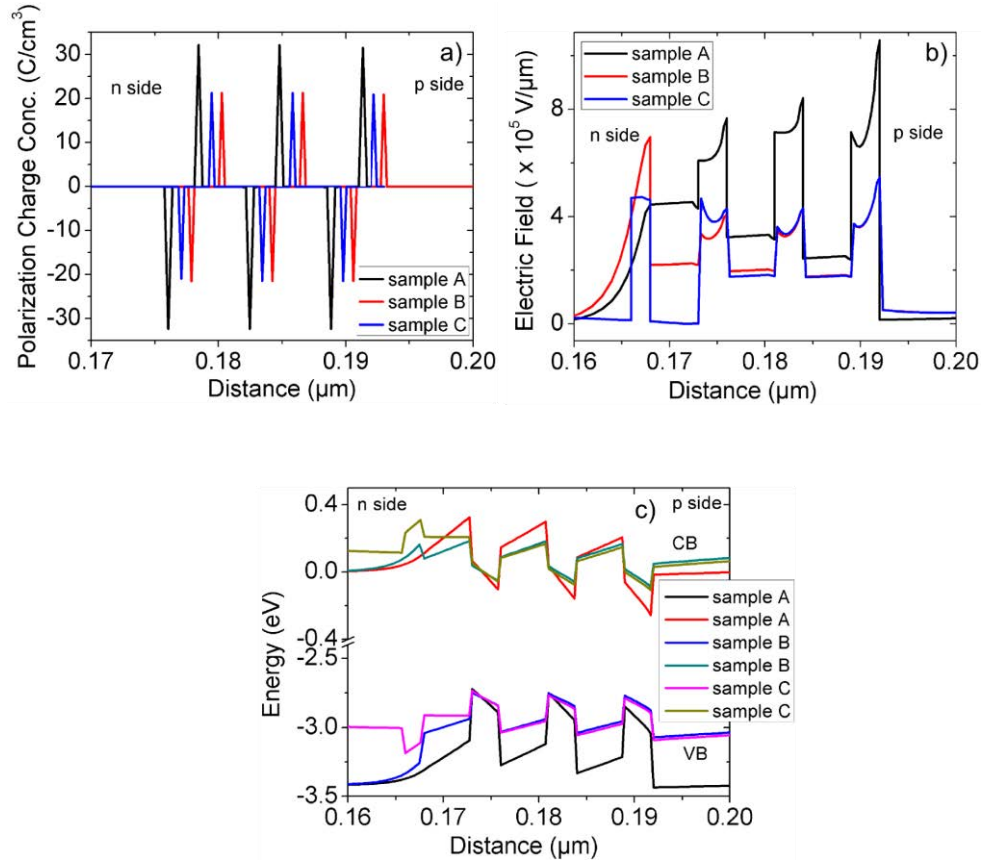 a)
n side
p side
Polarization Charge Conc. (C/cm³)
30
20
10
0
-10
-20
-30
sample A
sample B
sample C
0.17 0.18 0.19 0.20
Distance (µm)
b)
sample A
sample B
sample C
n side
p side
Electric Field ( x 10⁵ V/µm)
8
4
0
0.16 0.17 0.18 0.19 0.20
Distance (µm)
c)
n side
p side
CB
VB
Energy (eV)
0.4
0.0
-0.4
-2.5
-3.0
-3.5
sample A
sample A
sample B
sample B
sample C
sample C
0.16 0.17 0.18 0.19 0.20
Distance (µm)